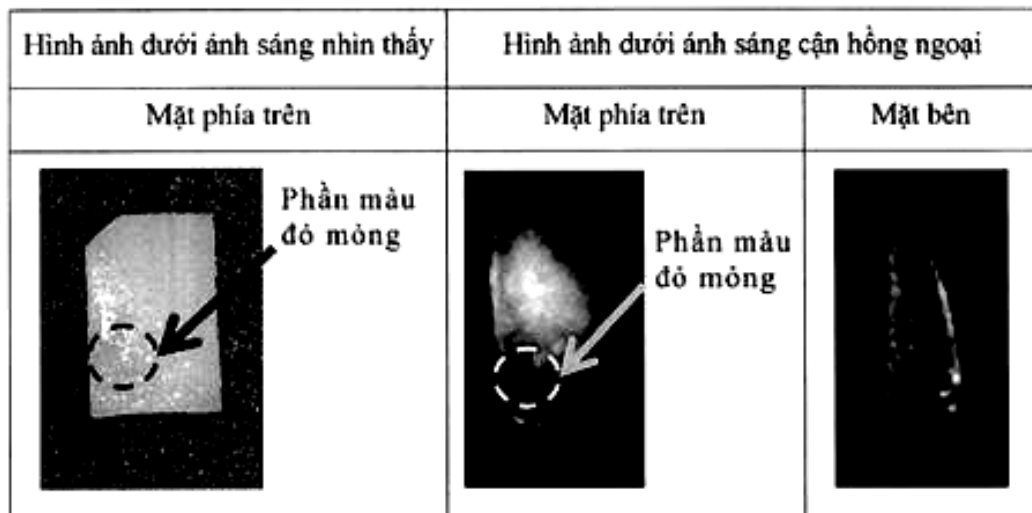 Hình ảnh dưới ánh sáng nhìn thấy
Hình ảnh dưới ánh sáng cận hồng ngoại
Mặt phía trên
Mặt phía trên
Mặt bên
Phần màu
đỏ mỏng
Phần màu
đỏ mỏng